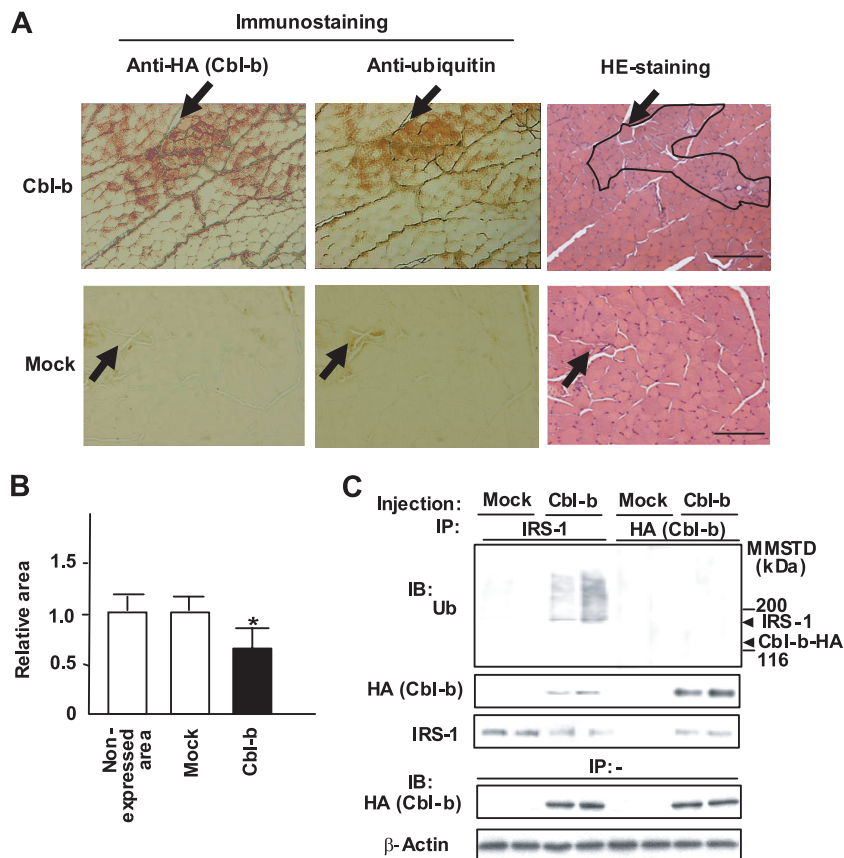 A
Immunostaining
Anti-HA (Cbl-b)
Anti-ubiquitin
HE-staining
Cbl-b
Mock
B
Relative area
1.5
1.0
0.5
0
Non-
expressed
area
Mock
Cbl-b
C
Injection: Mock Cbl-b Mock Cbl-b
IP: IRS-1 HA (Cbl-b)
MMSTD
(kDa)
IB:
Ub
200
IRS-1
Cbl-b-HA
116
HA (Cbl-b)
IRS-1
IP:-
IB:
HA (Cbl-b)
β-Actin
*